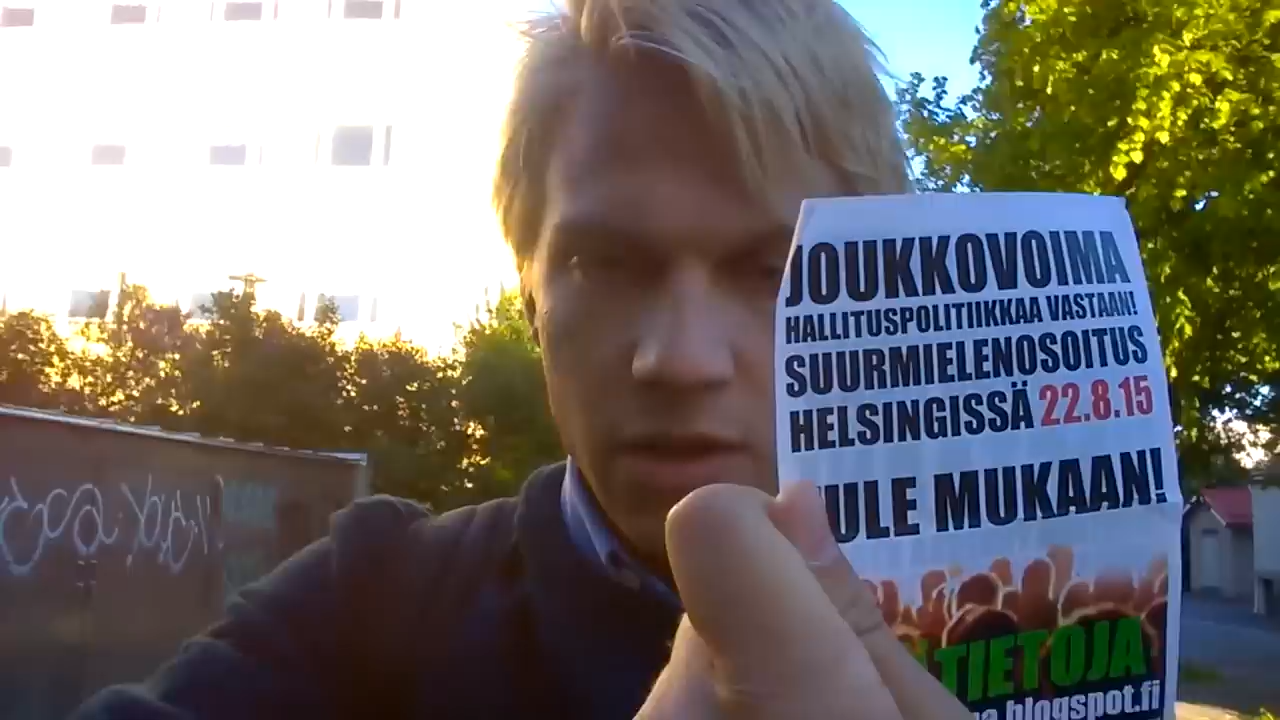 JOUKKOVOIMA
HALLITUSPOLITIIKKAA VASTAAN!
SUURMIELENOSOITUS
HELSINGISSÄ 22.8.15
ULE MUKAAN!
TIETOJA
blogspot.fi